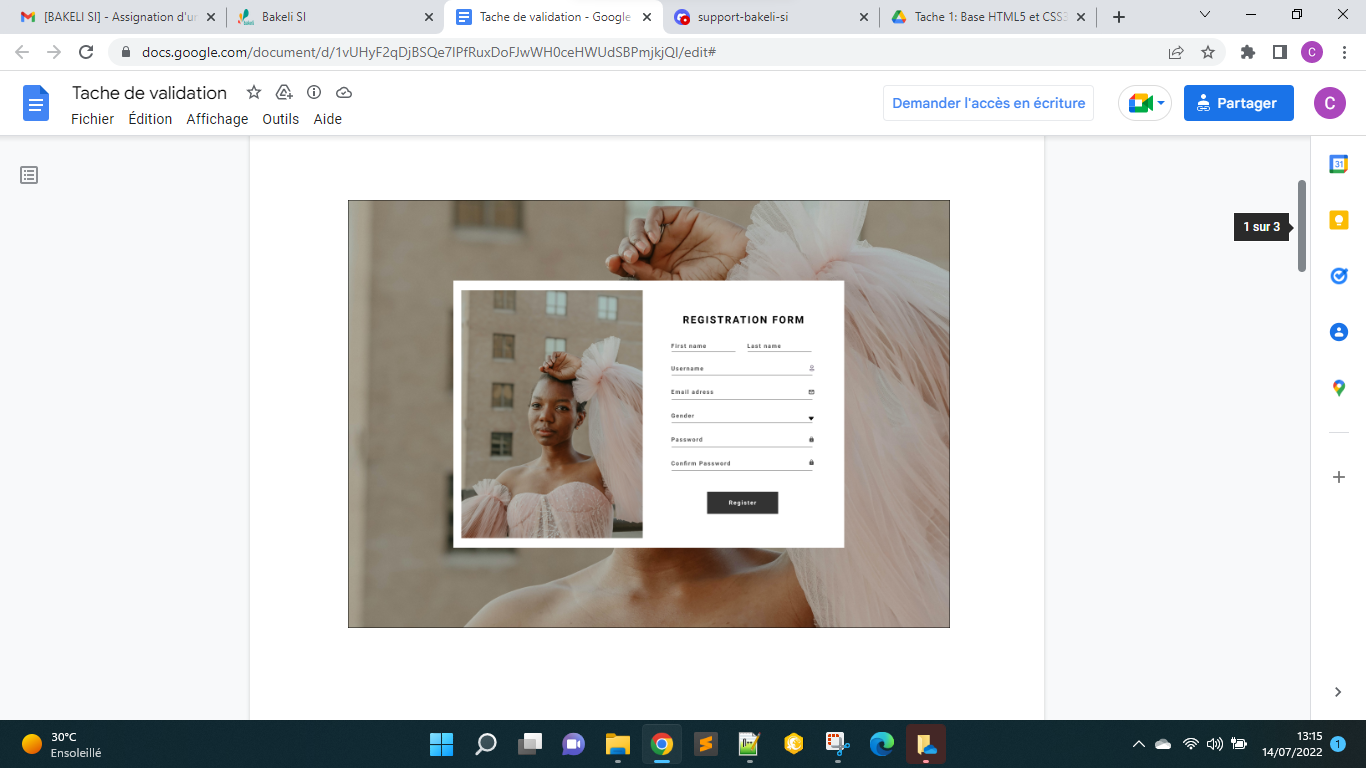 [BAKELI SI] - Assignation d'un
Bakeli SI
Tache de validation - Google
support-bakeli-si
Tache 1: Base HTML5 et CSS3
docs.google.com/document/d/1vUHyF2qDjBSQe7IPfRuxDoFJwWH0ceHWUdSBPmjkjQI/edit#
C
Tache de validation
Fichier Édition Affichage Outils Aide
Demander l'accès en écriture
Partager
C
31
1 sur 3
REGISTRATION FORM
First name Last name
Username
Email adress
Gender
Password
Confirm Password
Register
30°C
Ensoleillé
13:15
14/07/2022
1